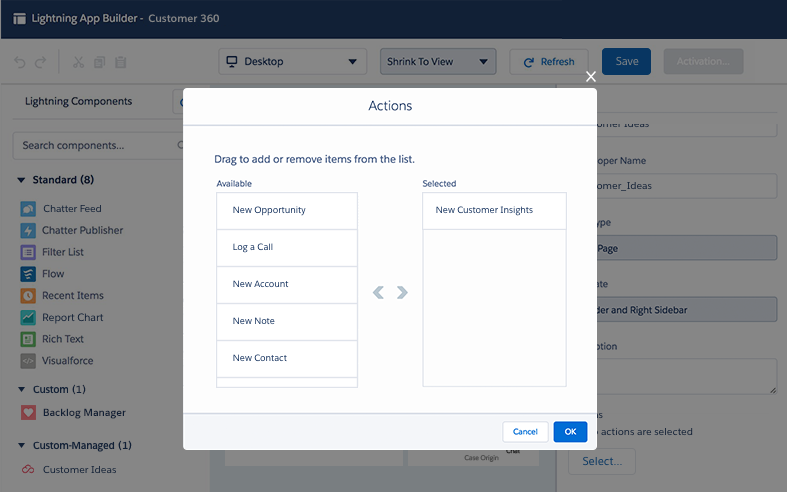 Lightning App Builder - Customer 360
Desktop
Shrink To View
Refresh
Save
Activation...
Lightning Components
Search components...
Standard (8)
Chatter Feed
Chatter Publisher
Filter List
Flow
Recent Items
Report Chart
Rich Text
Visualforce
Custom (1)
Backlog Manager
Custom-Managed (1)
Customer Ideas
Actions
Drag to add or remove items from the list.
Available
Selected
New Opportunity
Log a Call
New Account
New Note
New Contact
New Customer Insights
Cancel
OK
Case Origin
Chat
omer Ideas
oper Name
omer_Ideas
ype
Page
ate
der and Right Sidebar
ption
ns
actions are selected
Select...